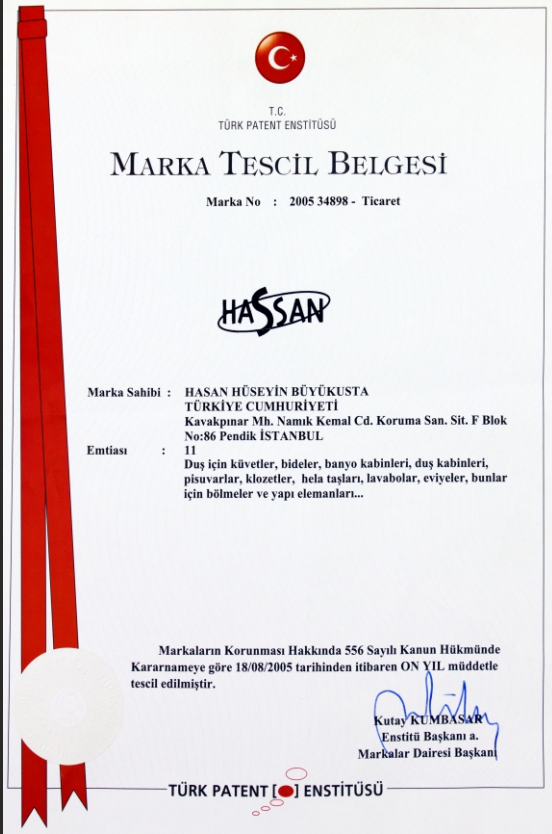 T.C.
TÜRK PATENT ENSTİTÜSÜ
MARKA TESCİL BELGESİ
Marka No : 2005 34898 - Ticaret
HASSAN
Marka Sahibi : HASAN HÜSEYİN BÜYÜKUSTA
TÜRKİYE CUMHURİYETİ
Kavakpınar Mh. Namık Kemal Cd. Koruma San. Sit. F Blok
No:86 Pendik İSTANBUL
Emtiası : 11
Duş için küvetler, bideler, banyo kabinleri, duş kabinleri,
pisuvarlar, klozetler, hela taşları, lavabolar, eviyeler, bunlar
için bölmeler ve yapı elemanları...
Markaların Korunması Hakkında 556 Sayılı Kanun Hükmünde
Kararnameye göre 18/08/2005 tarihinden itibaren ON YIL müddetle
tescil edilmiştir.
Kutay KUMBASAR
Enstitü Başkanı a.
Markalar Dairesi Başkanı
TÜRK PATENT [ ] ENSTİTÜSÜ